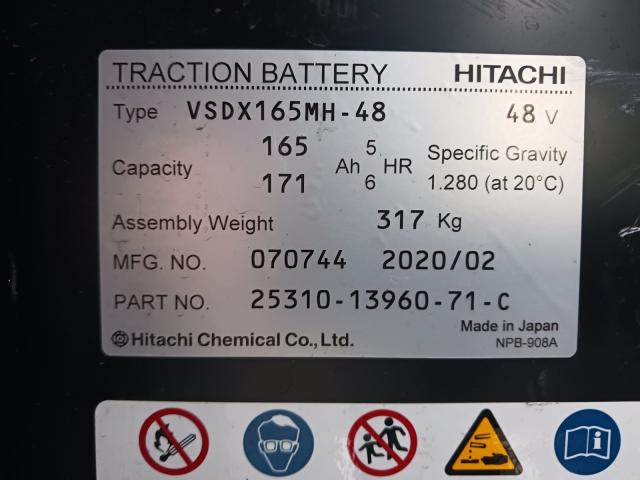 TRACTION BATTERY HITACHI
Type VSDX165MH-48 48 V
Capacity 165 Ah 5 HR Specific Gravity
171 6 1.280 (at 20°C)
Assembly Weight 317 Kg
MFG. NO. 070744 2020/02
PART NO. 25310-13960-71-C
Made in Japan
Hitachi Chemical Co., Ltd. NPB-908A